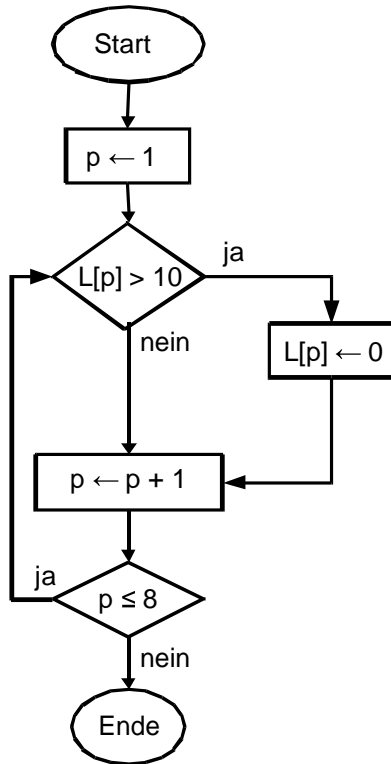 Start
p ← 1
L[p] > 10
ja
nein
L[p] ← 0
p ← p + 1
ja
p ≤ 8
nein
Ende